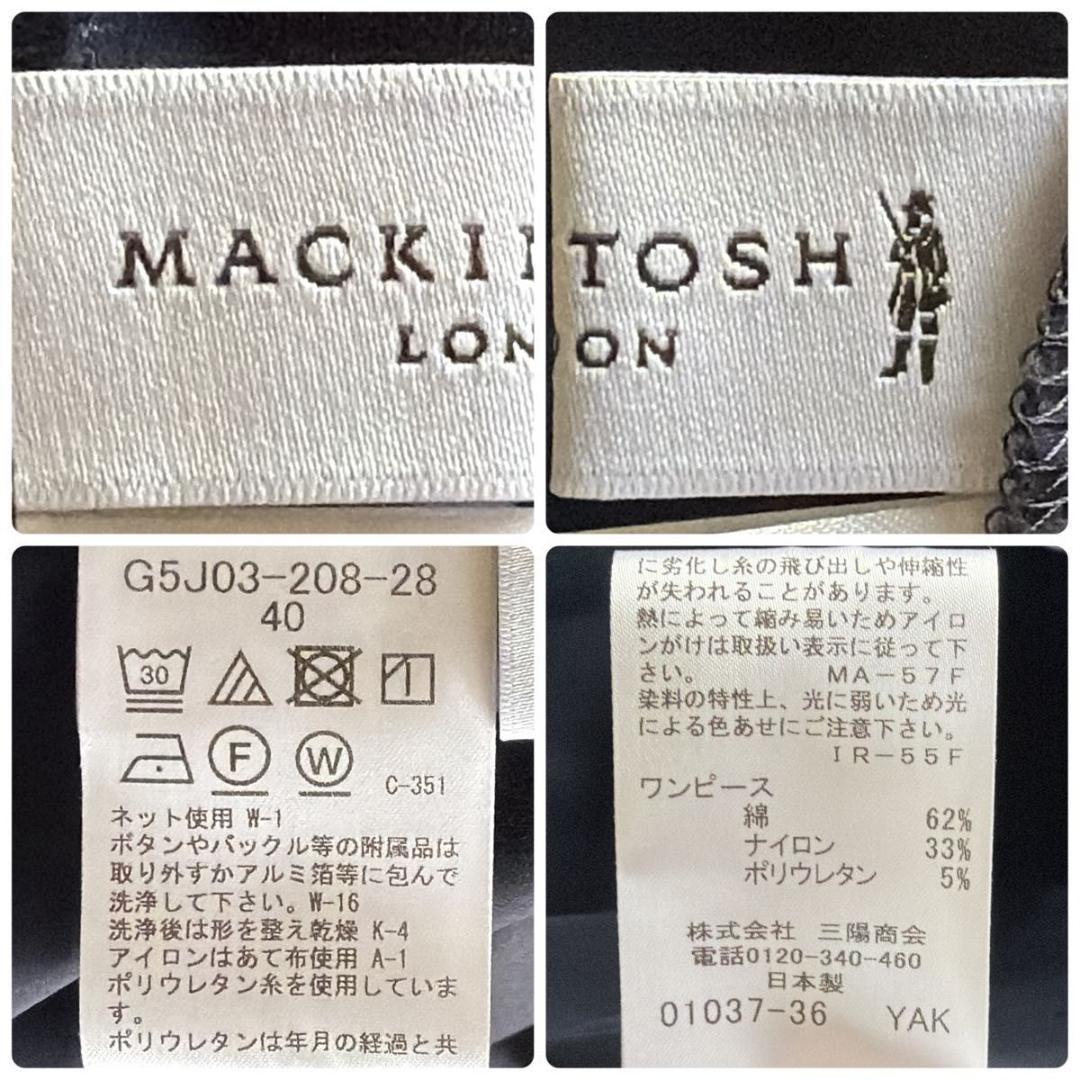 MACKIN
LON
TOSH
DON
G5J03-208-28
40
30
F
W
C-351
ネット使用 W-1
ボタンやバックル等の附属品は
取り外すかアルミ箔等に包んで
洗浄して下さい。W-16
洗浄後は形を整え乾燥 K-4
アイロンはあて布使用 A-1
ポリウレタン糸を使用していま
す。
ポリウレタンは年月の経過と共
に劣化し糸の飛び出しや伸縮性
が失われることがあります。
熱によって縮み易いためアイロ
ンがけは取扱い表示に従って下
さい。 MA-57F
染料の特性上、光に弱いため光
による色あせにご注意下さい。
IR-55F
ワンピース
綿 62%
ナイロン 33%
ポリウレタン 5%
株式会社 三陽商会
電話0120-340-460
日本製
01037-36 YAK